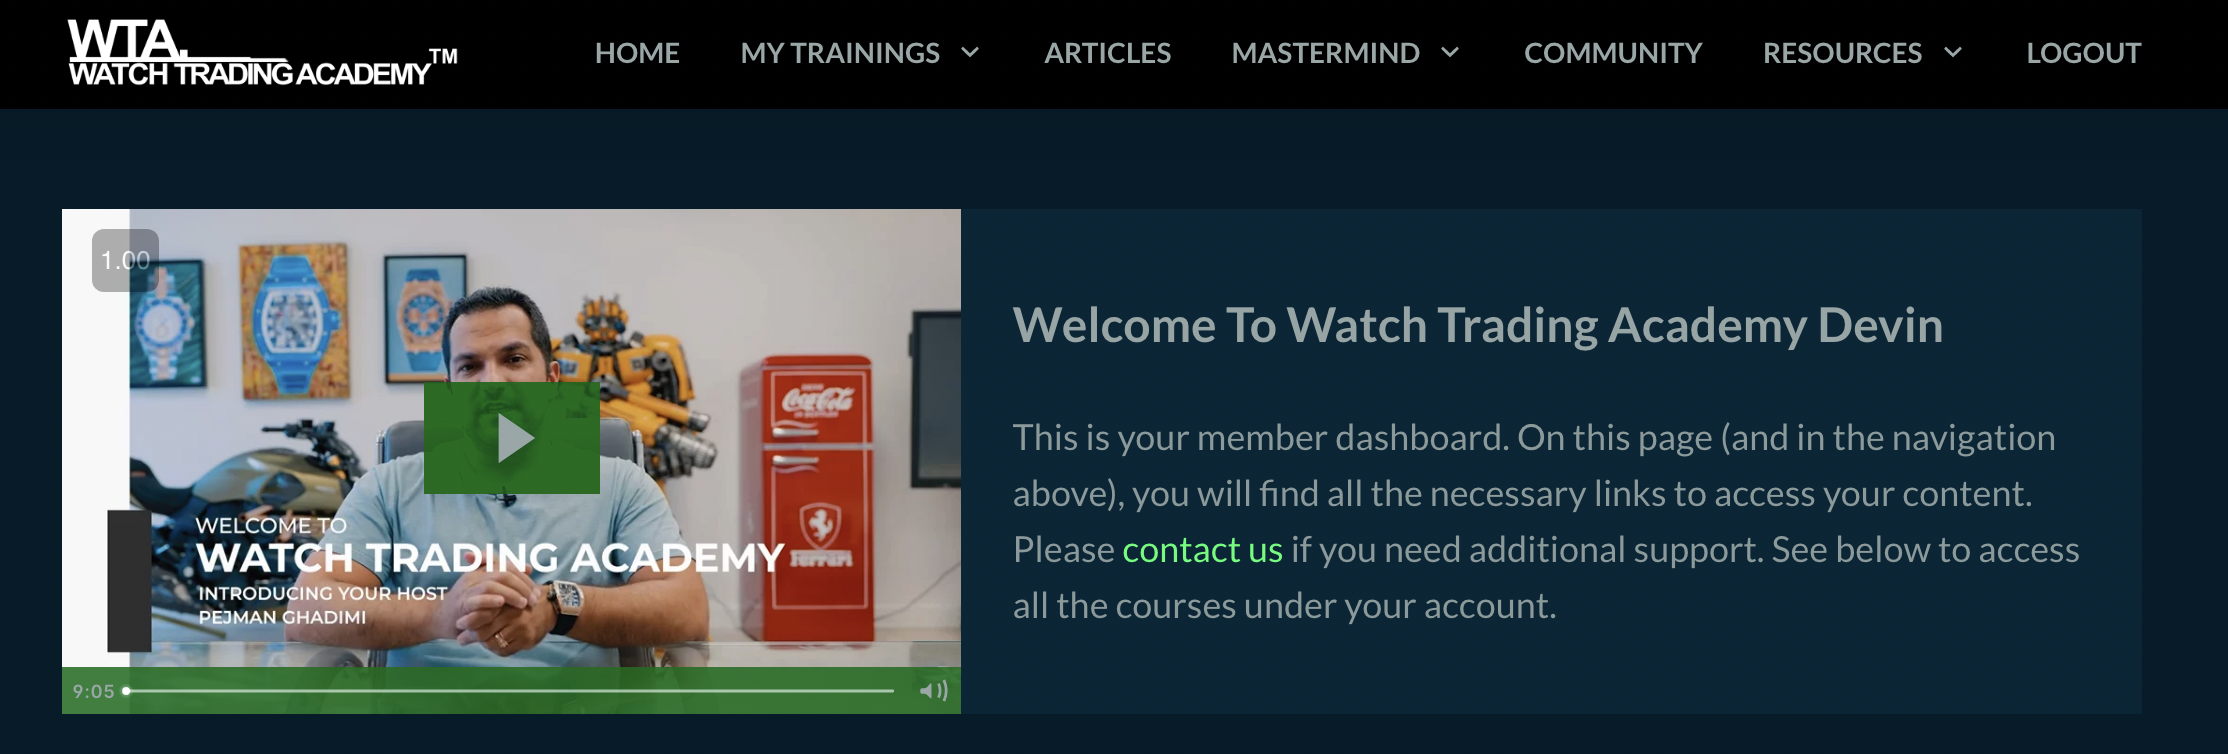 WTA.
WATCH TRADING ACADEMY™
HOME
MY TRAININGS
ARTICLES
MASTERMIND
COMMUNITY
RESOURCES
LOGOUT
1.00
Coca-Cola
Ferrari
WELCOME TO
WATCH TRADING ACADEMY
INTRODUCING YOUR HOST
PEJMAN GHADIMI
9:05
Welcome To Watch Trading Academy Devin
This is your member dashboard. On this page (and in the navigation
above), you will find all the necessary links to access your content.
Please contact us if you need additional support. See below to access
all the courses under your account.